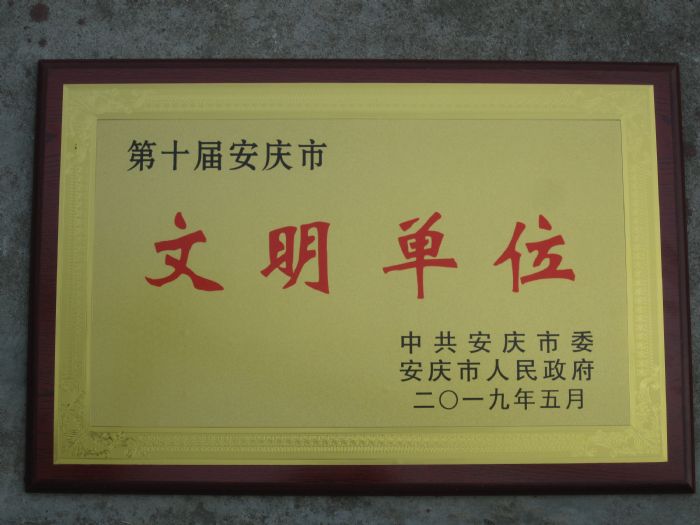 第十届安庆市
文明单位
中共安庆市委
安庆市人民政府
二〇一九年五月